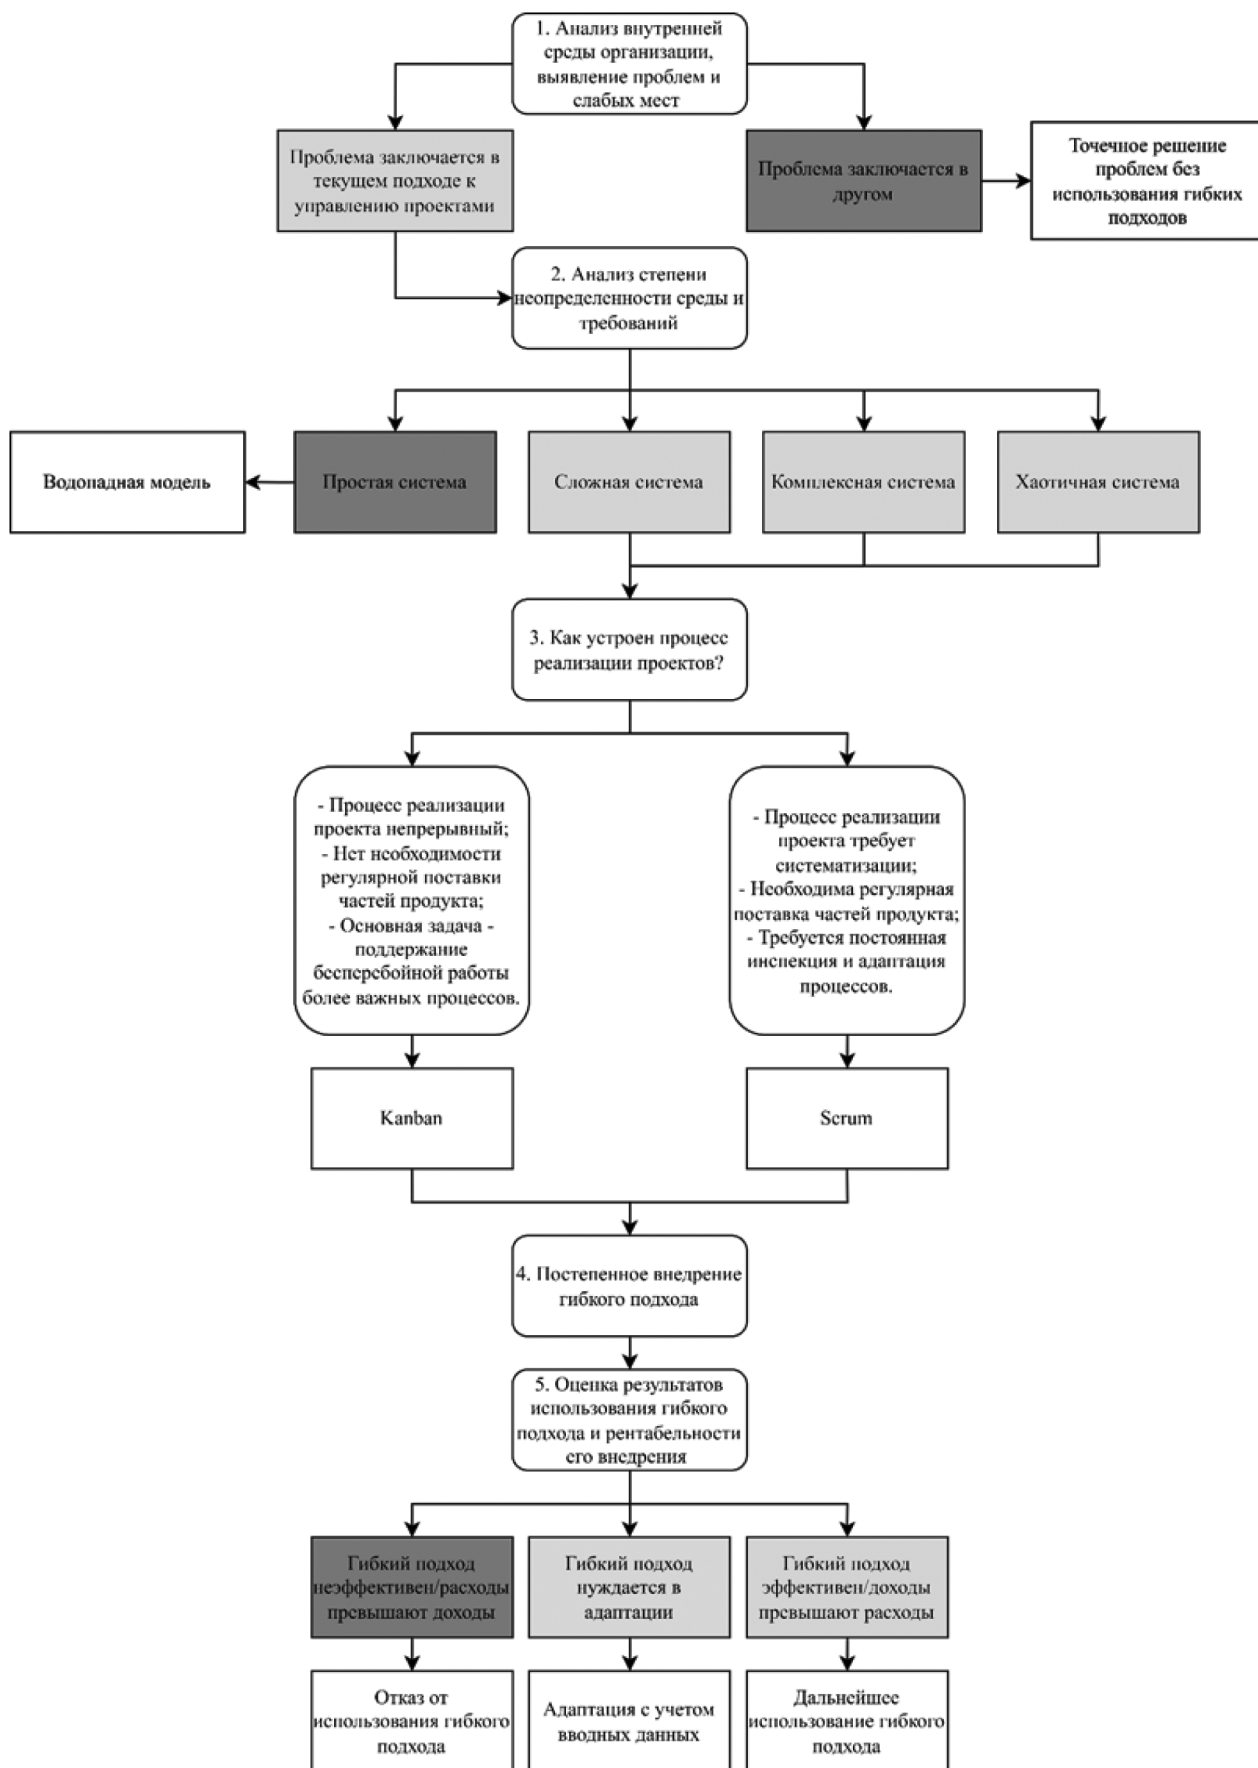 1. Анализ внутренней
среды организации,
выявление проблем и
слабых мест
Проблема заключается в
текущем подходе к
управлению проектами
Проблема заключается в
другом
Точечное решение
проблем без
использования гибких
подходов
2. Анализ степени
неопределенности среды и
требований
Водопадная модель
Простая система
Сложная система
Комплексная система
Хаотичная система
3. Как устроен процесс
реализации проектов?
- Процесс реализации
проекта непрерывный;
- Нет необходимости
регулярной поставки
частей продукта;
- Основная задача -
поддержание
бесперебойной работы
более важных процессов.
- Процесс реализации
проекта требует
систематизации;
- Необходима регулярная
поставка частей продукта;
- Требуется постоянная
инспекция и адаптация
процессов.
Kanban
Scrum
4. Постепенное внедрение
гибкого подхода
5. Оценка результатов
использования гибкого
подхода и рентабельности
его внедрения
Гибкий подход
неэффективен/расходы
превышают доходы
Гибкий подход
нуждается в
адаптации
Гибкий подход
эффективен/доходы
превышают расходы
Отказ от
использования гибкого
подхода
Адаптация с учетом
вводных данных
Дальнейшее
использование гибкого
подхода